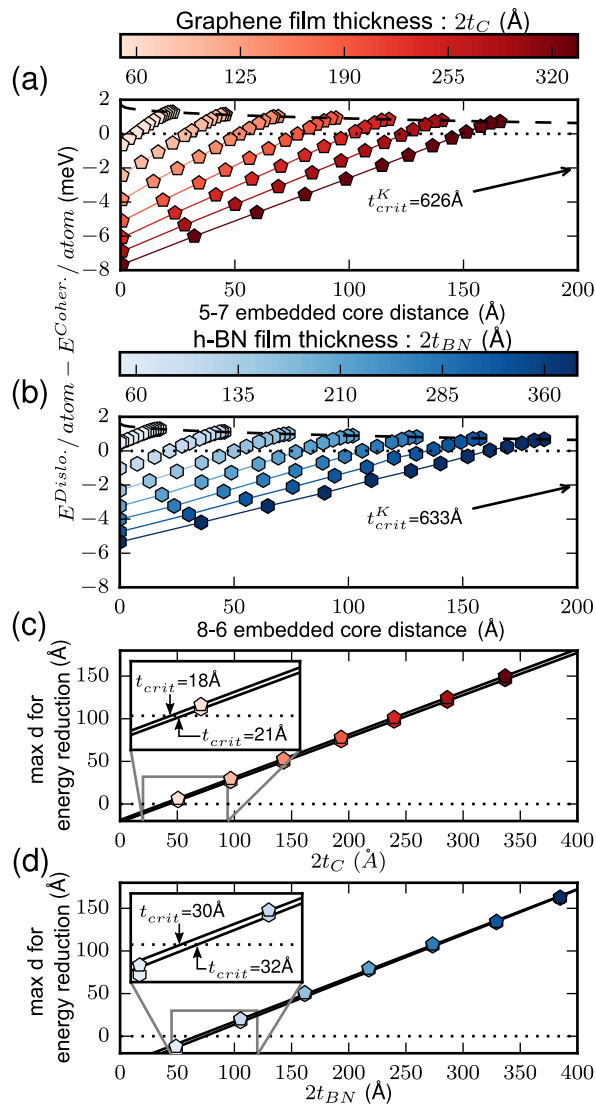 Graphene film thickness : 2t_C (Å)
60 125 190 255 320
(a)
2
0
−2
−4
−6
−8
t^K_crit=626Å
0 50 100 150 200
5-7 embedded core distance (Å)
E^Dislo./atom − E^Coher./atom (meV)
h-BN film thickness : 2t_BN (Å)
60 135 210 285 360
(b)
2
0
−2
−4
−6
−8
t^K_crit=633Å
0 50 100 150 200
8-6 embedded core distance (Å)
(c)
max d for
energy reduction (Å)
150
100
50
0
t_crit=18Å
t_crit=21Å
0 50 100 150 200 250 300 350 400
2t_C (Å)
(d)
max d for
energy reduction (Å)
150
100
50
0
t_crit=30Å
t_crit=32Å
0 50 100 150 200 250 300 350 400
2t_BN (Å)